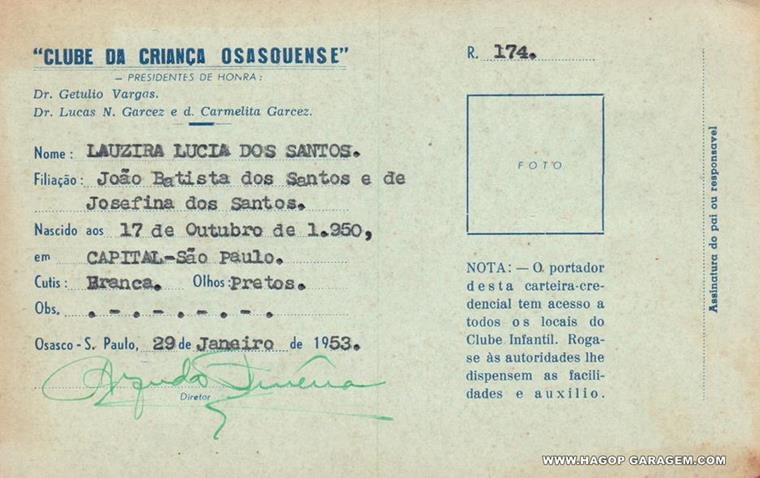 "CLUBE DA CRIANÇA OSASQUENSE"
— PRESIDENTES DE HONRA:
Dr. Getulio Vargas.
Dr. Lucas N. Garcez e d. Carmelita Garcez.
Nome: LAUZIRA LUCIA DOS SANTOS.
Filiação: João Batista dos Santos e de
Josefina dos Santos.
Nascido aos 17 de Outubro de 1.950,
em CAPITAL-São Paulo.
Cutis: Branca. Olhos: Pretos.
Obs. . - . - . - . - .
Osasco - S. Paulo, 29 de Janeiro de 1953.
Diretor
R. 174.
FOTO
NOTA: — O portador
desta carteira-cre-
dencial tem acesso a
todos os locais do
Clube Infantil. Roga-
se às autoridades lhe
dispensem as facili-
dades e auxílio.
Assinatura do pai ou responsavel
WWW.HAGOP GARAGEM.COM